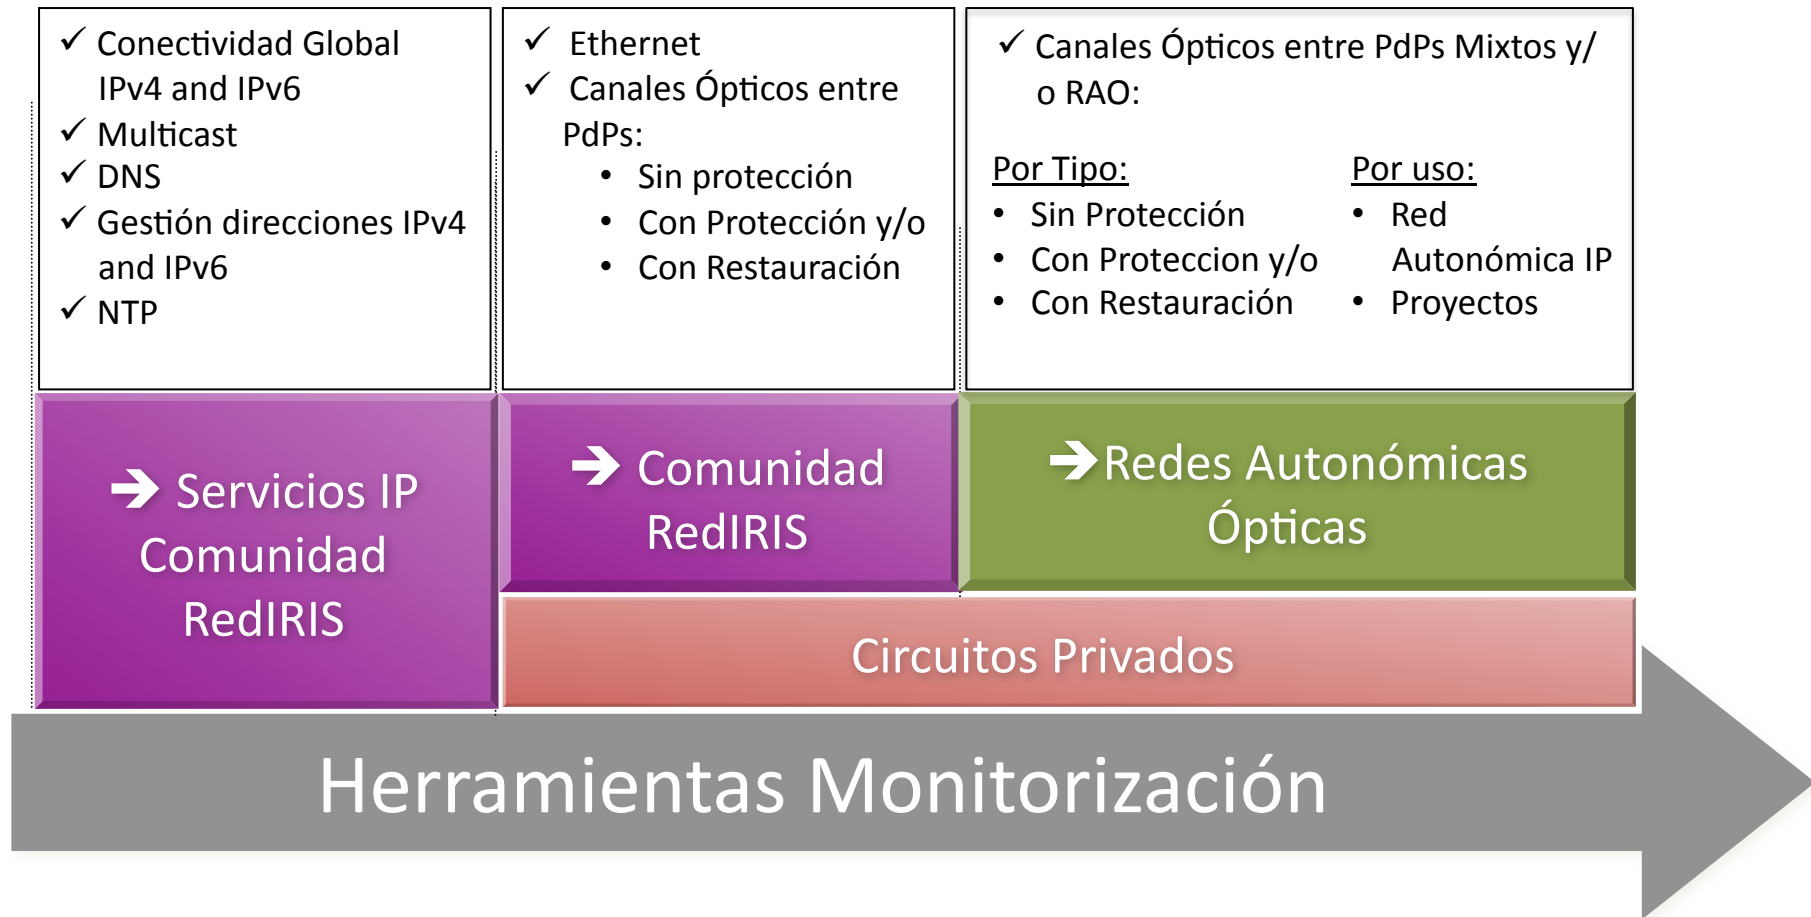 ✓ Conectividad Global
IPv4 and IPv6
✓ Multicast
✓ DNS
✓ Gestión direcciones IPv4
and IPv6
✓ NTP
✓ Ethernet
✓ Canales Ópticos entre
PdPs:
• Sin protección
• Con Protección y/o
• Con Restauración
✓ Canales Ópticos entre PdPs Mixtos y/
o RAO:
Por Tipo:
• Sin Protección
• Con Proteccion y/o
• Con Restauración
Por uso:
• Red
Autonómica IP
• Proyectos
➔ Servicios IP
Comunidad
RedIRIS
➔ Comunidad
RedIRIS
➔Redes Autonómicas
Ópticas
Circuitos Privados
Herramientas Monitorización